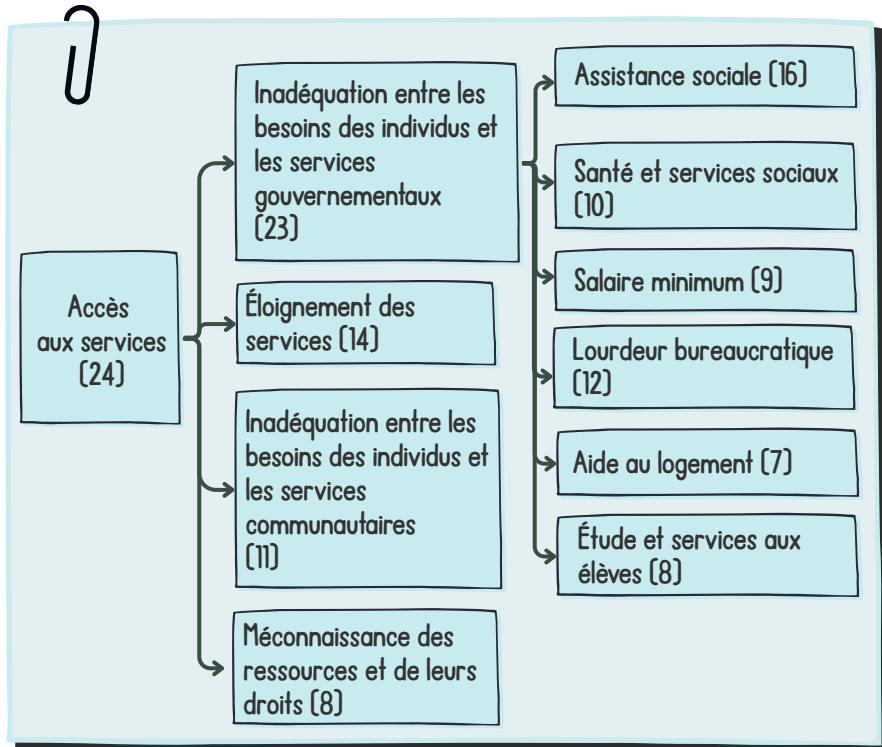 Accès
aux services
(24)
Inadéquation entre les
besoins des individus et
les services
gouvernementaux
(23)
Éloignement des
services (14)
Inadéquation entre les
besoins des individus et
les services
communautaires
(11)
Méconnaissance des
ressources et de leurs
droits (8)
Assistance sociale (16)
Santé et services sociaux
(10)
Salaire minimum (9)
Lourdeur bureaucratique
(12)
Aide au logement (7)
Étude et services aux
élèves (8)